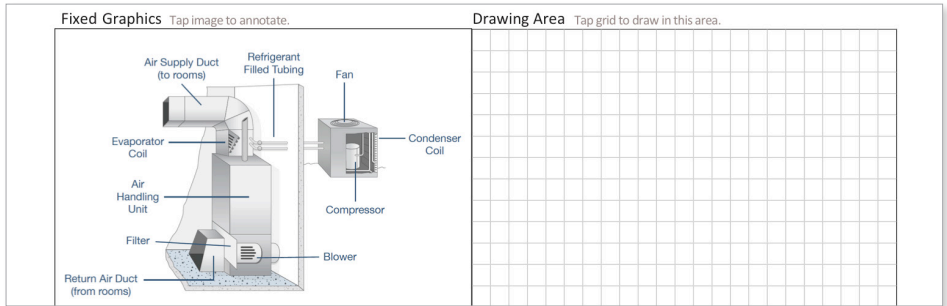 Fixed Graphics Tap image to annotate.
Drawing Area Tap grid to draw in this area.
Air Supply Duct
(to rooms)
Refrigerant
Filled Tubing
Fan
Evaporator
Coil
Condenser
Coil
Air
Handling
Unit
Compressor
Filter
Blower
Return Air Duct
(from rooms)